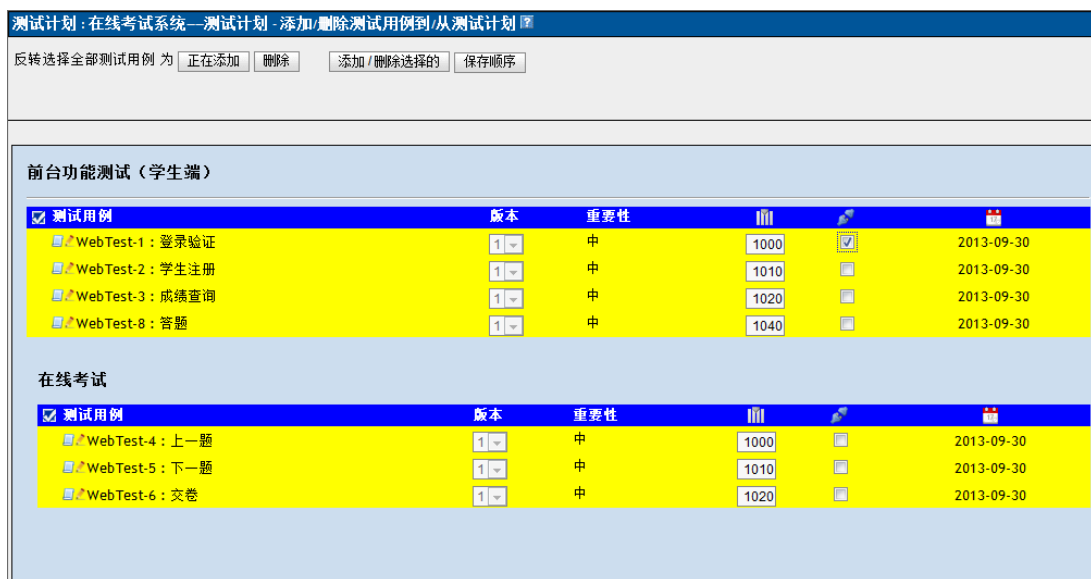 测试计划 : 在线考试系统---测试计划 - 添加/删除测试用例到/从测试计划 ?
反转选择全部测试用例 为 正在添加 删除 添加 / 删除选择的 保存顺序
前台功能测试（学生端）
测试用例 版本 重要性
WebTest-1 : 登录验证 1 中 1000 2013-09-30
WebTest-2 : 学生注册 1 中 1010 2013-09-30
WebTest-3 : 成绩查询 1 中 1020 2013-09-30
WebTest-8 : 答题 1 中 1040 2013-09-30
在线考试
测试用例 版本 重要性
WebTest-4 : 上一题 1 中 1000 2013-09-30
WebTest-5 : 下一题 1 中 1010 2013-09-30
WebTest-6 : 交卷 1 中 1020 2013-09-30